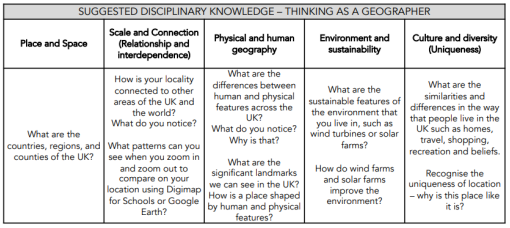 SUGGESTED DISCIPLINARY KNOWLEDGE – THINKING AS A GEOGRAPHER
Place and Space
Scale and Connection
(Relationship and
interdependence)
Physical and human
geography
Environment and
sustainability
Culture and diversity
(Uniqueness)
What are the
countries, regions, and
counties of the UK?
How is your locality
connected to other
areas of the UK and
the world?
What do you notice?
What patterns can you
see when you zoom in
and zoom out to
compare on your
location using Digimap
for Schools or Google
Earth?
What are the
differences between
human and physical
features across the
UK?
What do you notice?
Why is that?
What are the
significant landmarks
we can see in the UK?
How is a place shaped
by human and physical
features?
What are the
sustainable features of
the environment that
you live in, such as
wind turbines or solar
farms?
How do wind farms
and solar farms
improve the
environment?
What are the
similarities and
differences in the way
that people live in the
UK such as homes,
travel, shopping,
recreation and beliefs.
Recognise the
uniqueness of location
– why is this place like
it is?